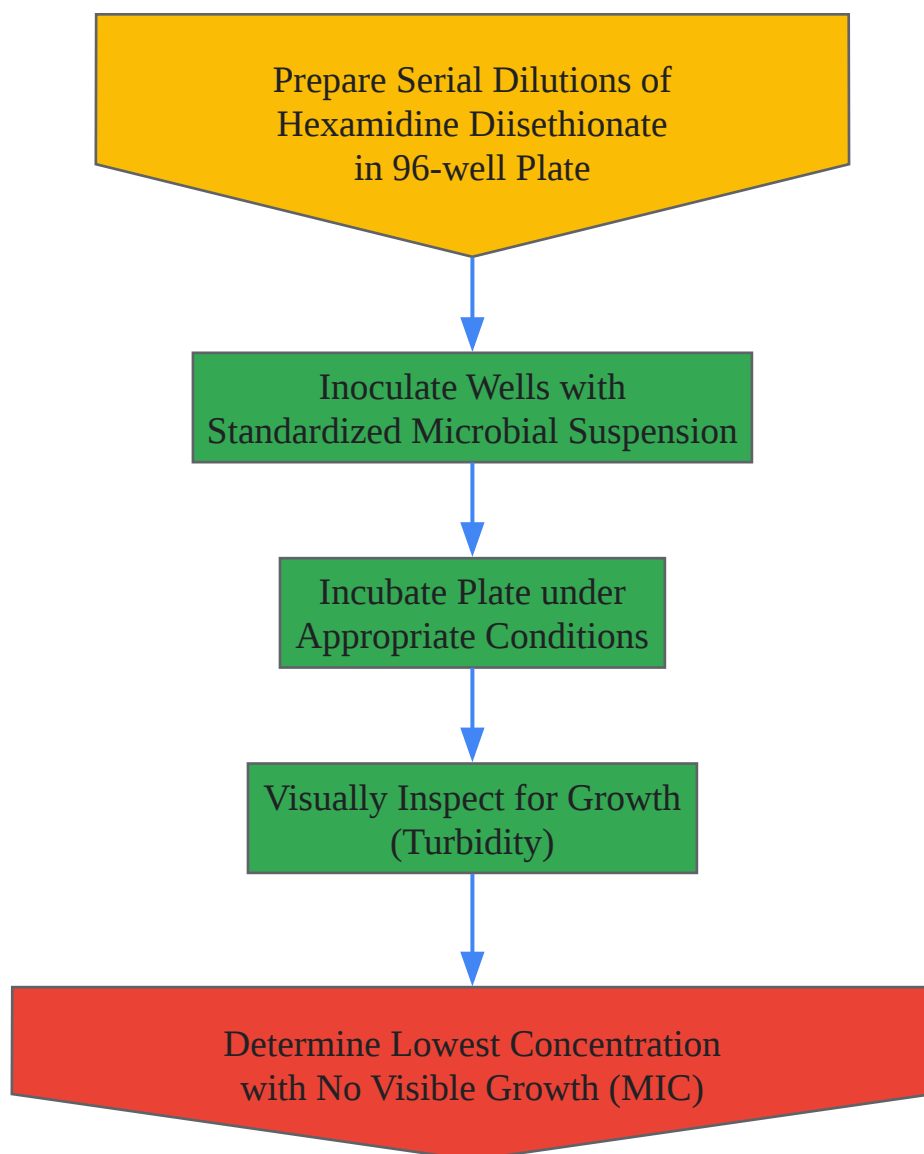 Prepare Serial Dilutions of
Hexamidine Diisethionate
in 96-well Plate
Inoculate Wells with
Standardized Microbial Suspension
Incubate Plate under
Appropriate Conditions
Visually Inspect for Growth
(Turbidity)
Determine Lowest Concentration
with No Visible Growth (MIC)